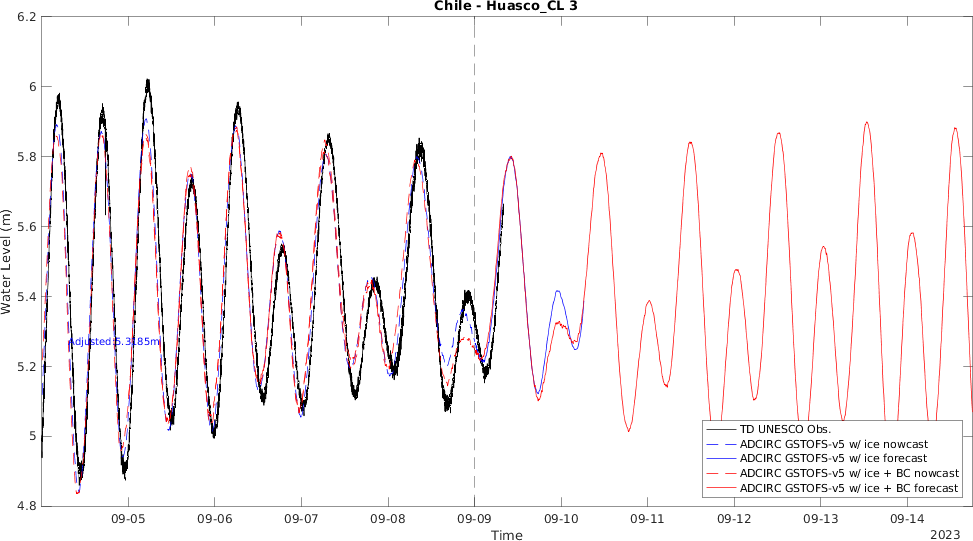 Chile - Huasco_CL 3
6.2
6
5.8
5.6
5.4
5.2
5
4.8
Water Level (m)
Adjusted:5.3185m
TD UNESCO Obs.
ADCIRC GSTOFS-v5 w/ ice nowcast
ADCIRC GSTOFS-v5 w/ ice forecast
ADCIRC GSTOFS-v5 w/ ice + BC nowcast
ADCIRC GSTOFS-v5 w/ ice + BC forecast
09-05 09-06 09-07 09-08 09-09 09-10 09-11 09-12 09-13 09-14
Time
2023